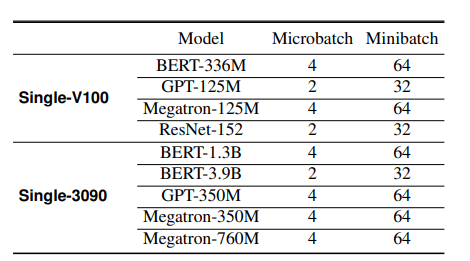 Model Microbatch Minibatch
Single-V100
BERT-336M 4 64
GPT-125M 2 32
Megatron-125M 4 64
ResNet-152 2 32
Single-3090
BERT-1.3B 4 64
BERT-3.9B 2 32
GPT-350M 4 64
Megatron-350M 4 64
Megatron-760M 4 64